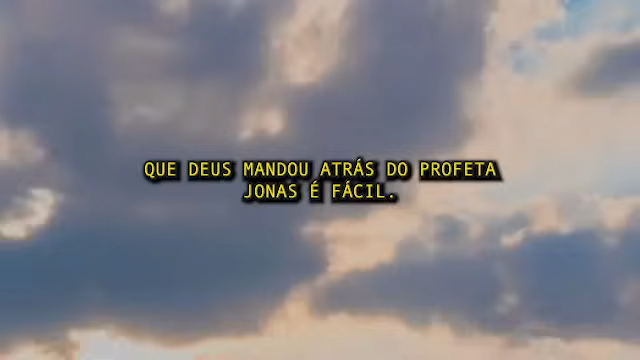 QUE DEUS MANDOU ATRÁS DO PROFETA
JONAS É FÁCIL.